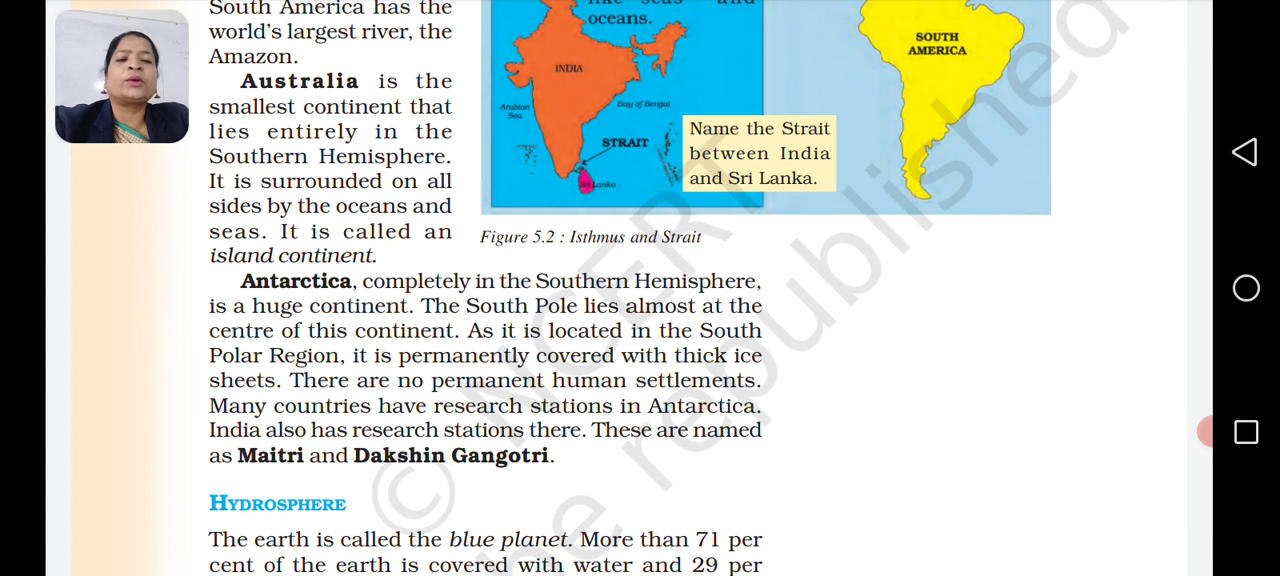 South America has the
world's largest river, the
Amazon.
Australia is the
smallest continent that
lies entirely in the
Southern Hemisphere.
It is surrounded on all
sides by the oceans and
seas. It is called an
island continent.
like seas and
oceans.
INDIA
Arabian
Sea
Bay of Bengal
STRAIT
Sri Lanka
Name the Strait
between India
and Sri Lanka.
SOUTH
AMERICA
Figure 5.2 : Isthmus and Strait
Antarctica, completely in the Southern Hemisphere,
is a huge continent. The South Pole lies almost at the
centre of this continent. As it is located in the South
Polar Region, it is permanently covered with thick ice
sheets. There are no permanent human settlements.
Many countries have research stations in Antarctica.
India also has research stations there. These are named
as Maitri and Dakshin Gangotri.
HYDROSPHERE
The earth is called the blue planet. More than 71 per
cent of the earth is covered with water and 29 per
© NCERT
be republished